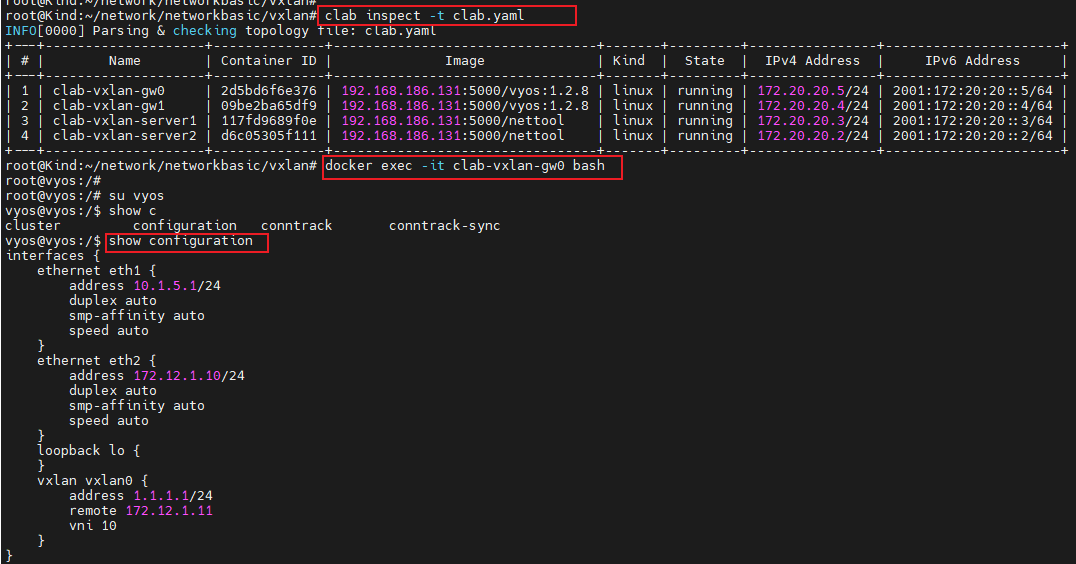 root@Kind:~/network/networkbasic/vxlan#
root@Kind:~/network/networkbasic/vxlan# clab inspect -t clab.yaml
INFO[0000] Parsing & checking topology file: clab.yaml
+---+---------------------+--------------+---------------------------------+-------+---------+----------------+----------------------+
| # |        Name         | Container ID |              Image              | Kind  |  State  |  IPv4 Address  |     IPv6 Address     |
+---+---------------------+--------------+---------------------------------+-------+---------+----------------+----------------------+
| 1 | clab-vxlan-gw0      | 2d5bd6f6e376 | 192.168.186.131:5000/vyos:1.2.8 | linux | running | 172.20.20.5/24 | 2001:172:20:20::5/64 |
| 2 | clab-vxlan-gw1      | 09be2ba65df9 | 192.168.186.131:5000/vyos:1.2.8 | linux | running | 172.20.20.4/24 | 2001:172:20:20::4/64 |
| 3 | clab-vxlan-server1 | 117fd9689f0e | 192.168.186.131:5000/nettool    | linux | running | 172.20.20.3/24 | 2001:172:20:20::3/64 |
| 4 | clab-vxlan-server2 | d6c05305f111 | 192.168.186.131:5000/nettool    | linux | running | 172.20.20.2/24 | 2001:172:20:20::2/64 |
+---+---------------------+--------------+---------------------------------+-------+---------+----------------+----------------------+
root@Kind:~/network/networkbasic/vxlan# docker exec -it clab-vxlan-gw0 bash
root@vyos:/#
root@vyos:/# su vyos
vyos@vyos:/$ show c
cluster         configuration   conntrack       conntrack-sync
vyos@vyos:/$ show configuration
interfaces {
    ethernet eth1 {
        address 10.1.5.1/24
        duplex auto
        smp-affinity auto
        speed auto
    }
    ethernet eth2 {
        address 172.12.1.10/24
        duplex auto
        smp-affinity auto
        speed auto
    }
    loopback lo {
    }
    vxlan vxlan0 {
        address 1.1.1.1/24
        remote 172.12.1.11
        vni 10
    }
}